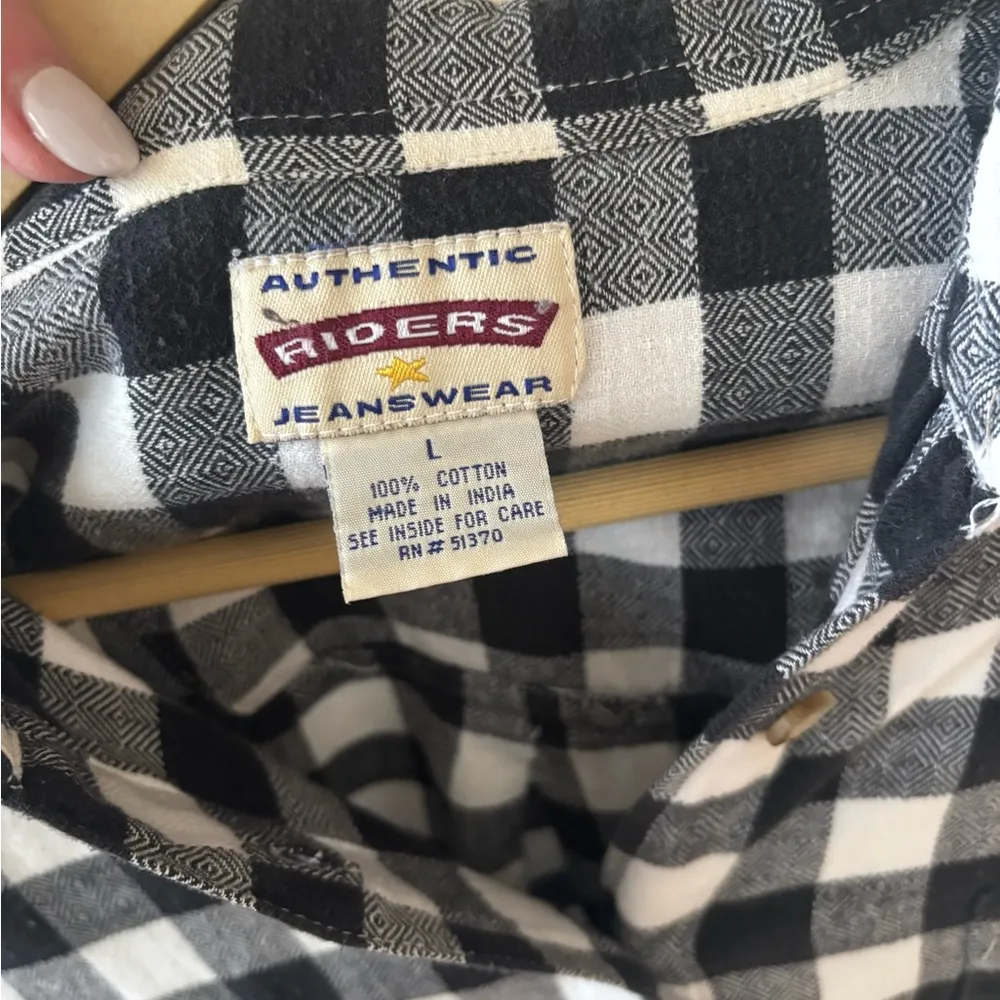 AUTHENTIC
RIDERS
JEANSWEAR
L
100% COTTON
MADE IN INDIA
SEE INSIDE FOR CARE
RN # 51370